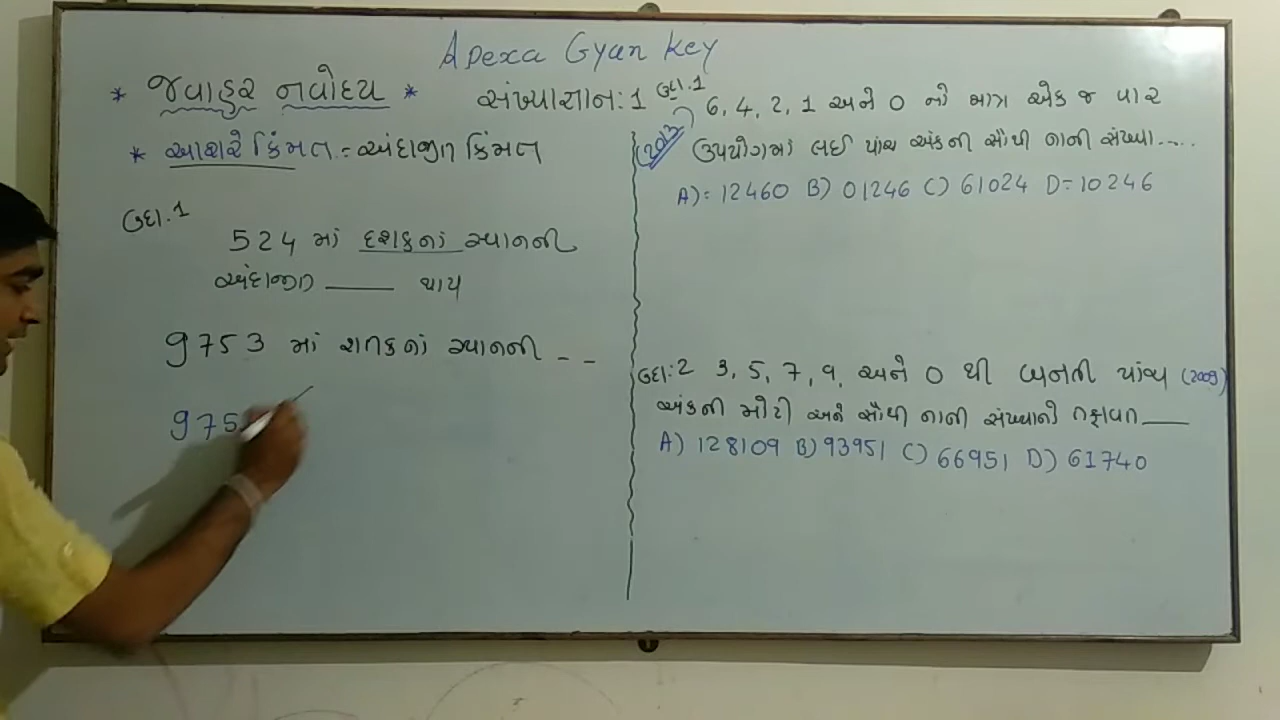 Apexa Gyan Key
* જવાહર નવોદય *
સંખ્યાજ્ઞાન: 1
* આશરે કિંમત = અંદાજીત કિંમત
ઉદા.1
524 માં દશકનાં સ્થાનની
અંદાજીત ____ થાય
9753 માં શતકનાં સ્થાનની - -
975
ઉદા.1
6, 4, 2, 1 અને 0 નો માત્ર એક જ વાર
(2013) ઉપયોગમાં લઈ પાંચ અંકની સૌથી નાની સંખ્યા.....
A)= 12460 B) 01246 C) 61024 D= 10246
ઉદા:2 3, 5, 7, 9, અને 0 થી બનતી પાંચ (2009)
અંકની મોટી અને સૌથી નાની સંખ્યાનો તફાવત ____
A) 128109 B) 93951 C) 66951 D) 61740